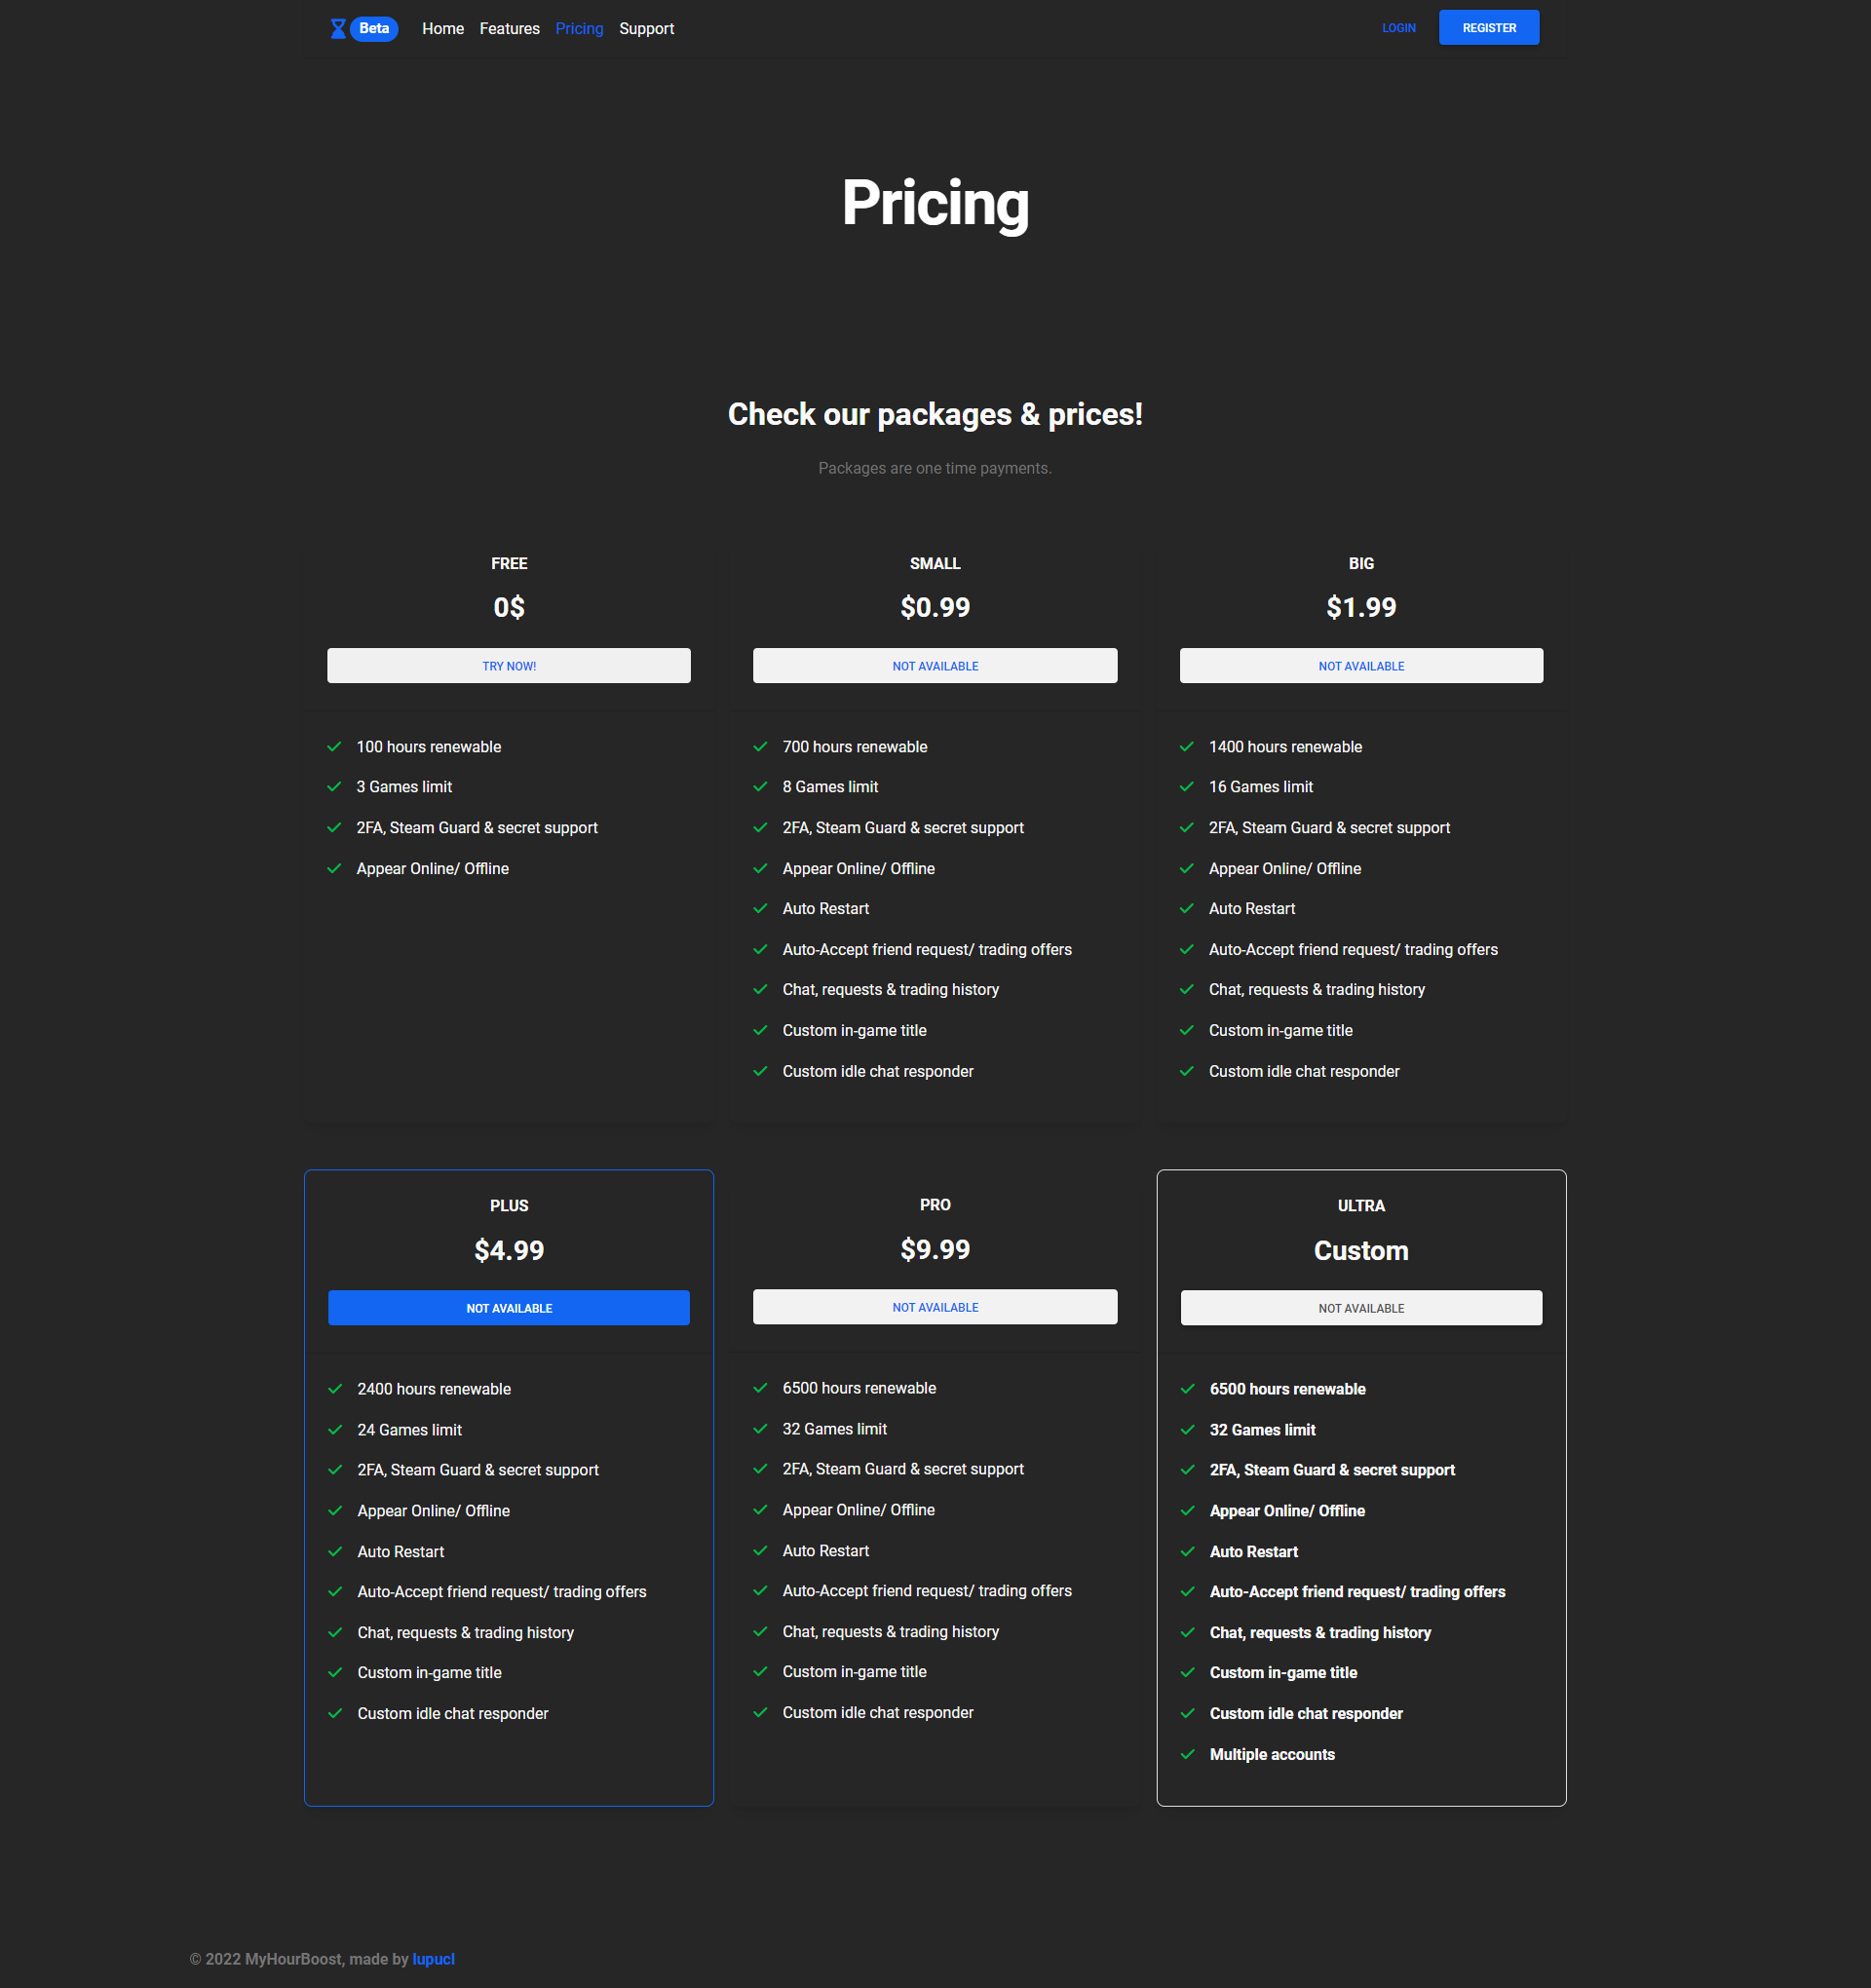 Beta Home Features Pricing Support LOGIN REGISTER
Pricing
Check our packages & prices!
Packages are one time payments.
FREE
0$
TRY NOW!
100 hours renewable
3 Games limit
2FA, Steam Guard & secret support
Appear Online/ Offline
SMALL
$0.99
NOT AVAILABLE
700 hours renewable
8 Games limit
2FA, Steam Guard & secret support
Appear Online/ Offline
Auto Restart
Auto-Accept friend request/ trading offers
Chat, requests & trading history
Custom in-game title
Custom idle chat responder
BIG
$1.99
NOT AVAILABLE
1400 hours renewable
16 Games limit
2FA, Steam Guard & secret support
Appear Online/ Offline
Auto Restart
Auto-Accept friend request/ trading offers
Chat, requests & trading history
Custom in-game title
Custom idle chat responder
PLUS
$4.99
NOT AVAILABLE
2400 hours renewable
24 Games limit
2FA, Steam Guard & secret support
Appear Online/ Offline
Auto Restart
Auto-Accept friend request/ trading offers
Chat, requests & trading history
Custom in-game title
Custom idle chat responder
PRO
$9.99
NOT AVAILABLE
6500 hours renewable
32 Games limit
2FA, Steam Guard & secret support
Appear Online/ Offline
Auto Restart
Auto-Accept friend request/ trading offers
Chat, requests & trading history
Custom in-game title
Custom idle chat responder
ULTRA
Custom
NOT AVAILABLE
6500 hours renewable
32 Games limit
2FA, Steam Guard & secret support
Appear Online/ Offline
Auto Restart
Auto-Accept friend request/ trading offers
Chat, requests & trading history
Custom in-game title
Custom idle chat responder
Multiple accounts
© 2022 MyHourBoost, made by lupucl